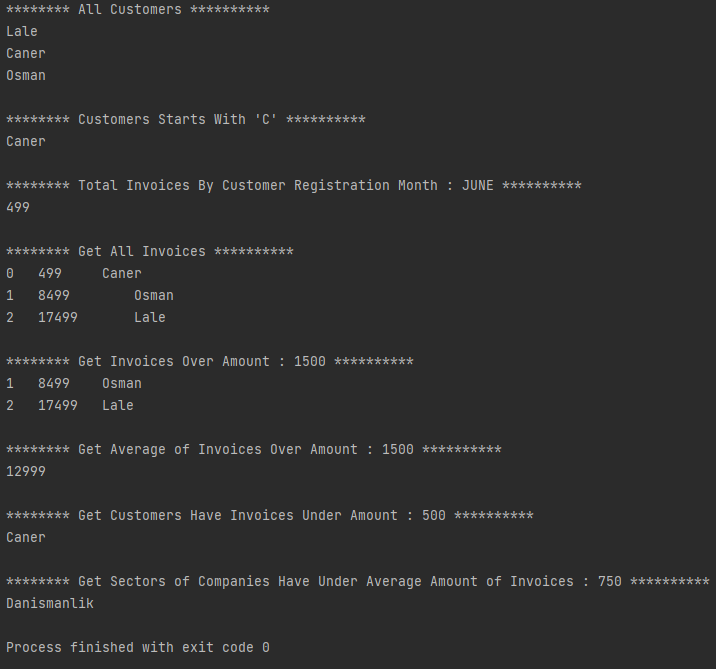 ******** All Customers **********
Lale
Caner
Osman

******** Customers Starts With 'C' **********
Caner

******** Total Invoices By Customer Registration Month : JUNE **********
499

******** Get All Invoices **********
0   499     Caner
1   8499        Osman
2   17499       Lale

******** Get Invoices Over Amount : 1500 **********
1   8499    Osman
2   17499   Lale

******** Get Average of Invoices Over Amount : 1500 **********
12999

******** Get Customers Have Invoices Under Amount : 500 **********
Caner

******** Get Sectors of Companies Have Under Average Amount of Invoices : 750 **********
Danismanlik

Process finished with exit code 0